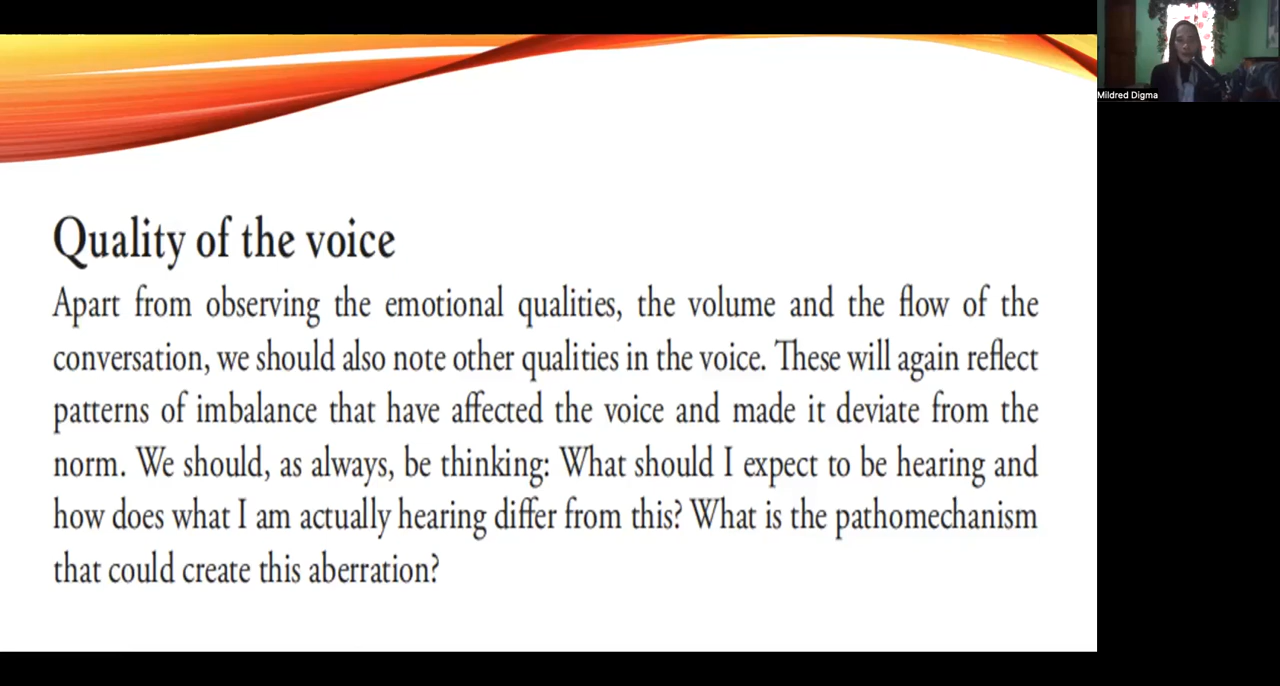 Mildred Digma
Quality of the voice
Apart from observing the emotional qualities, the volume and the flow of the
conversation, we should also note other qualities in the voice. These will again reflect
patterns of imbalance that have affected the voice and made it deviate from the
norm. We should, as always, be thinking: What should I expect to be hearing and
how does what I am actually hearing differ from this? What is the pathomechanism
that could create this aberration?